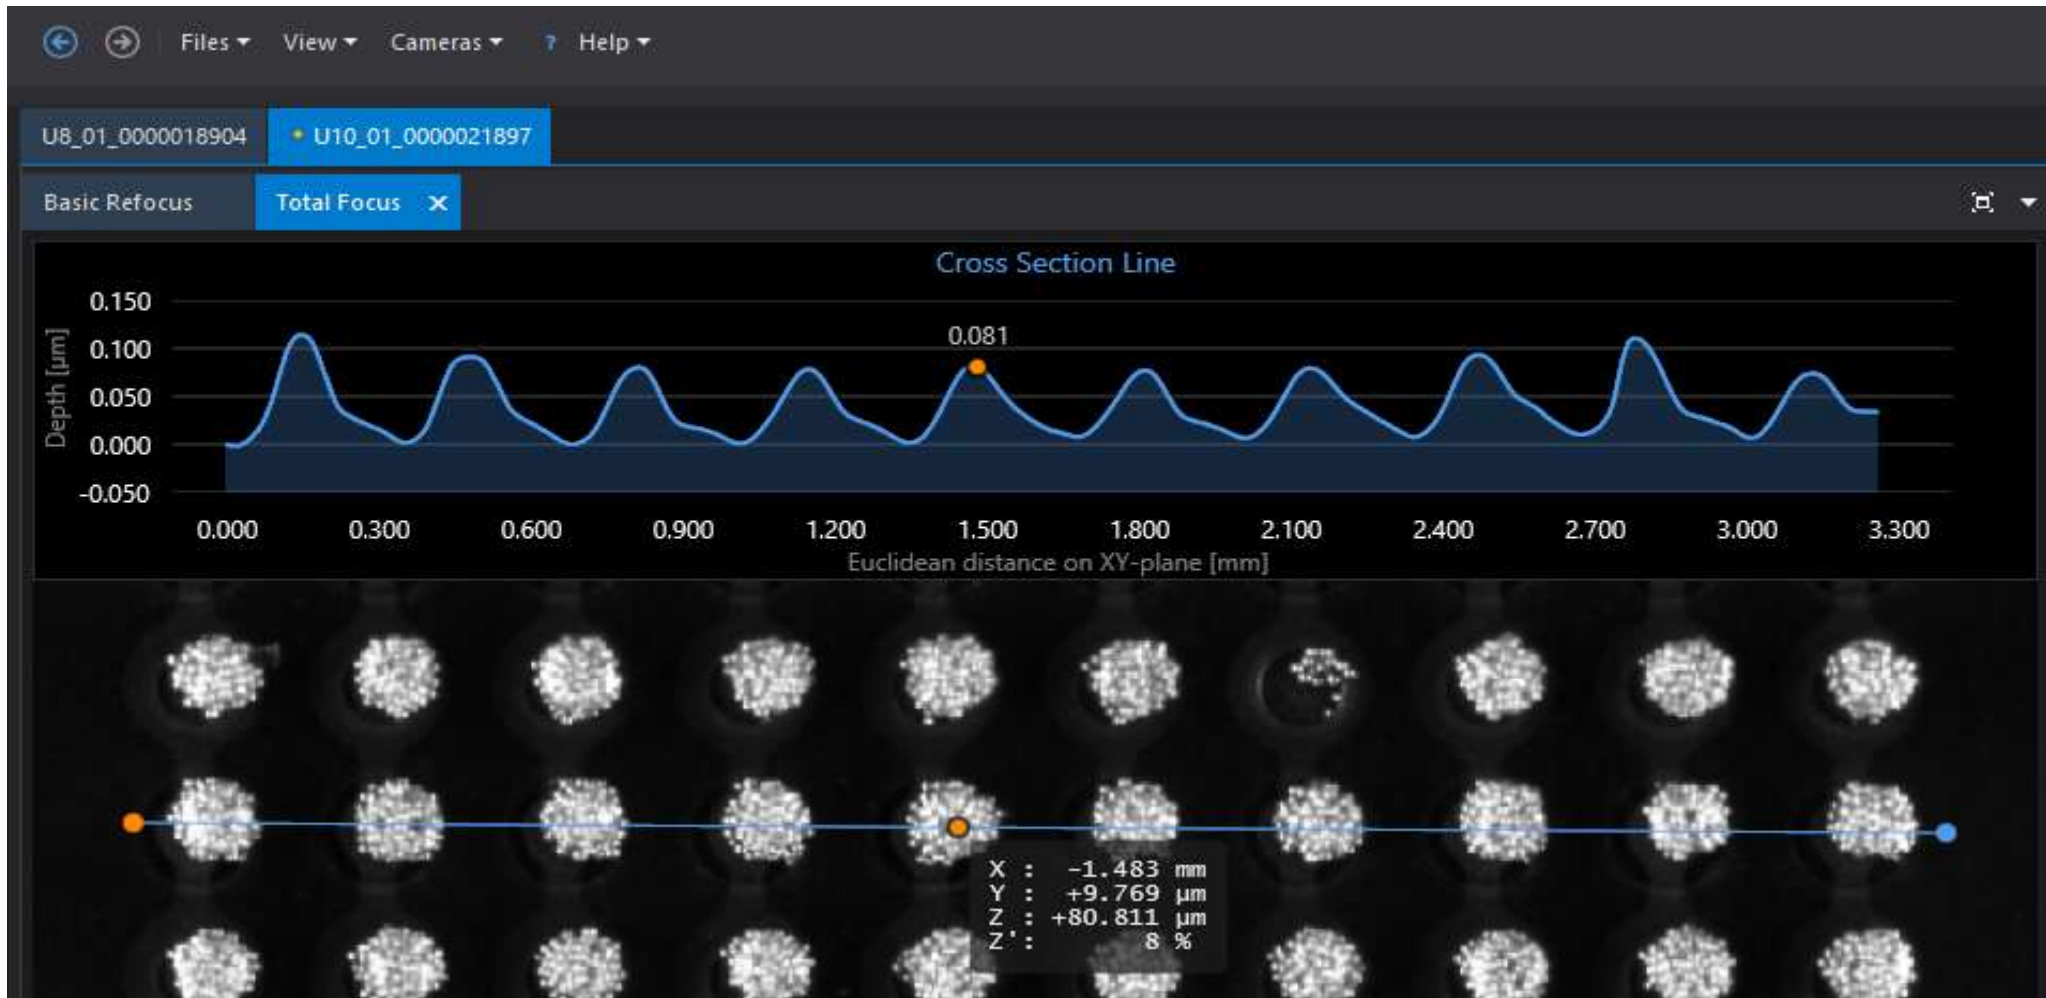 Files View Cameras ? Help
U8_01_0000018904 U10_01_0000021897
Basic Refocus Total Focus
Cross Section Line
Depth [µm]
0.150
0.100
0.050
0.000
-0.050
0.081
0.000 0.300 0.600 0.900 1.200 1.500 1.800 2.100 2.400 2.700 3.000 3.300
Euclidean distance on XY-plane [mm]
X : -1.483 mm
Y : +9.769 µm
Z : +80.811 µm
Z': 8 %